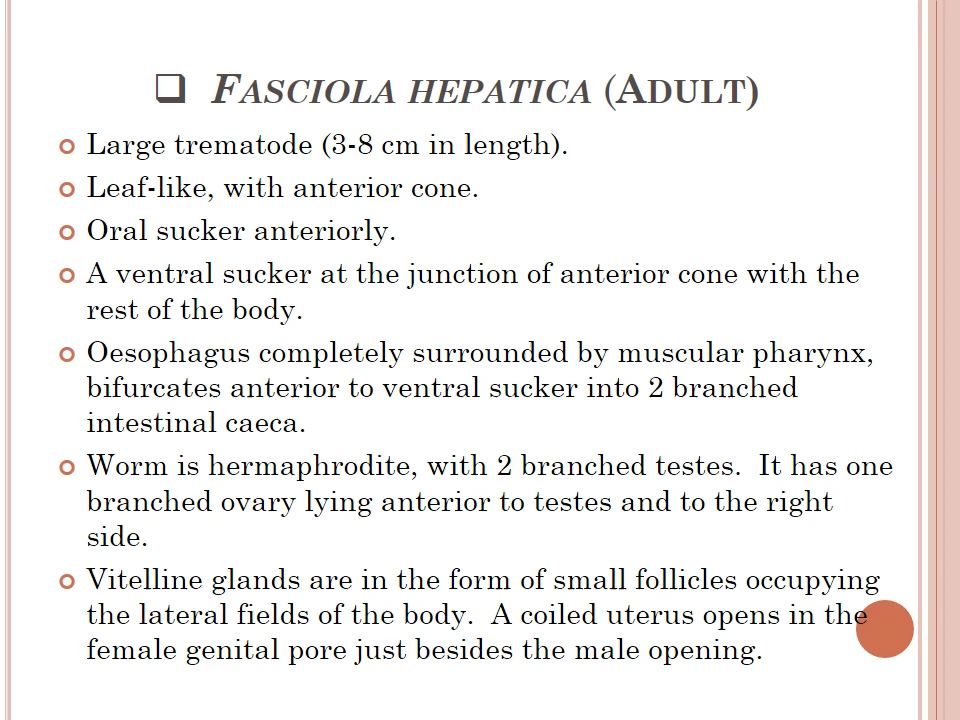 ❑ FASCIOLA HEPATICA (ADULT)
Large trematode (3-8 cm in length).
Leaf-like, with anterior cone.
Oral sucker anteriorly.
A ventral sucker at the junction of anterior cone with the
rest of the body.
Oesophagus completely surrounded by muscular pharynx,
bifurcates anterior to ventral sucker into 2 branched
intestinal caeca.
Worm is hermaphrodite, with 2 branched testes.  It has one
branched ovary lying anterior to testes and to the right
side.
Vitelline glands are in the form of small follicles occupying
the lateral fields of the body.  A coiled uterus opens in the
female genital pore just besides the male opening.